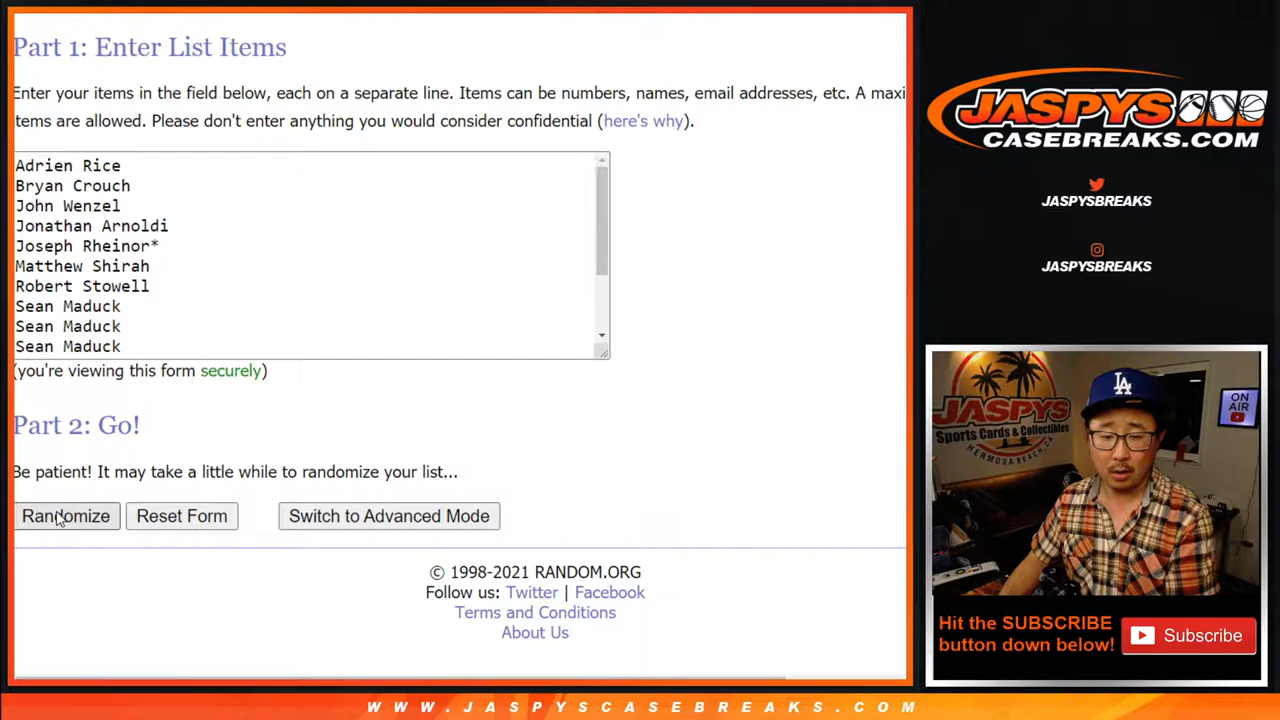 Part 1: Enter List Items
Enter your items in the field below, each on a separate line. Items can be numbers, names, email addresses, etc. A maxi
items are allowed. Please don't enter anything you would consider confidential (here's why).
Adrien Rice
Bryan Crouch
John Wenzel
Jonathan Arnoldi
Joseph Rheinor*
Matthew Shirah
Robert Stowell
Sean Maduck
Sean Maduck
Sean Maduck
(you're viewing this form securely)
Part 2: Go!
Be patient! It may take a little while to randomize your list...
Randomize
Reset Form
Switch to Advanced Mode
© 1998-2021 RANDOM.ORG
Follow us: Twitter | Facebook
Terms and Conditions
About Us
JASPYS
CASEBREAKS.COM
JASPYSBREAKS
JASPYSBREAKS
JASPYS
Sports Cards & Collectibles
HERMOSA BEACH, CA
LA
ON
AIR
Hit the SUBSCRIBE
button down below!
Subscribe
WWW.JASPYSCASEBREAKS.COM